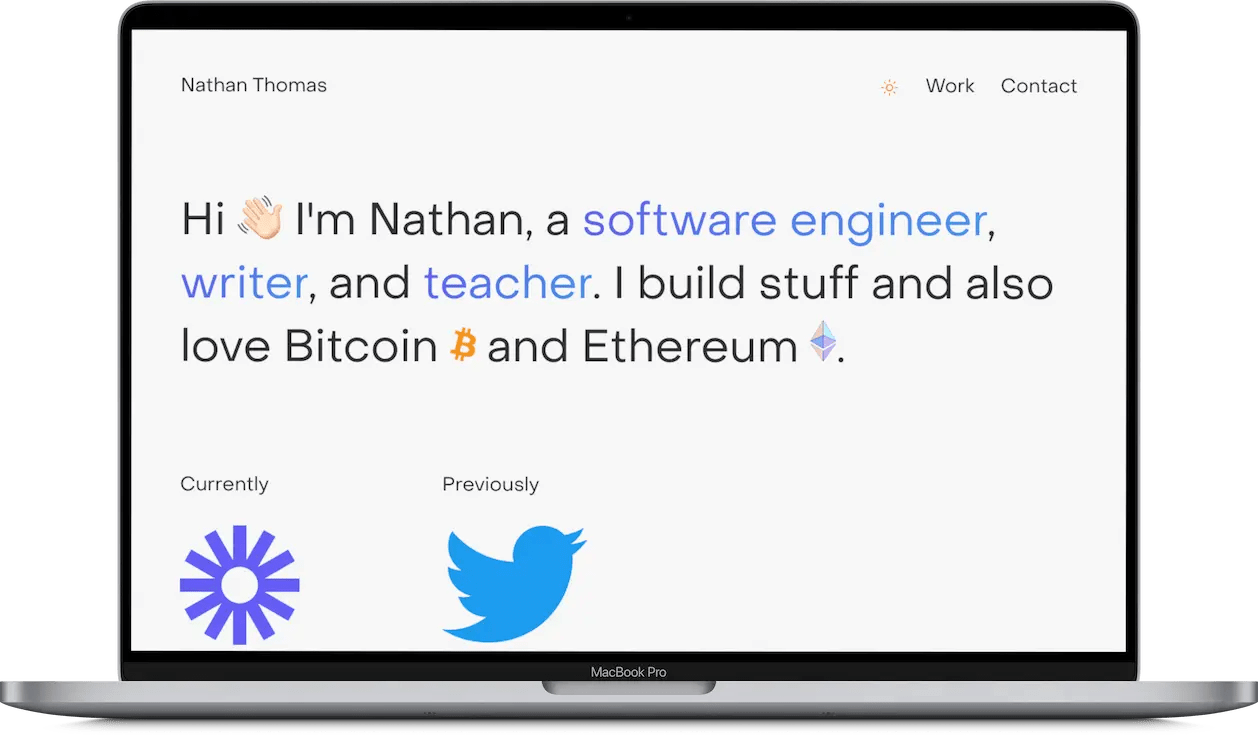 Nathan Thomas
Work Contact
Hi 👋🏻 I'm Nathan, a software engineer,
writer, and teacher. I build stuff and also
love Bitcoin and Ethereum .
Currently Previously
MacBook Pro